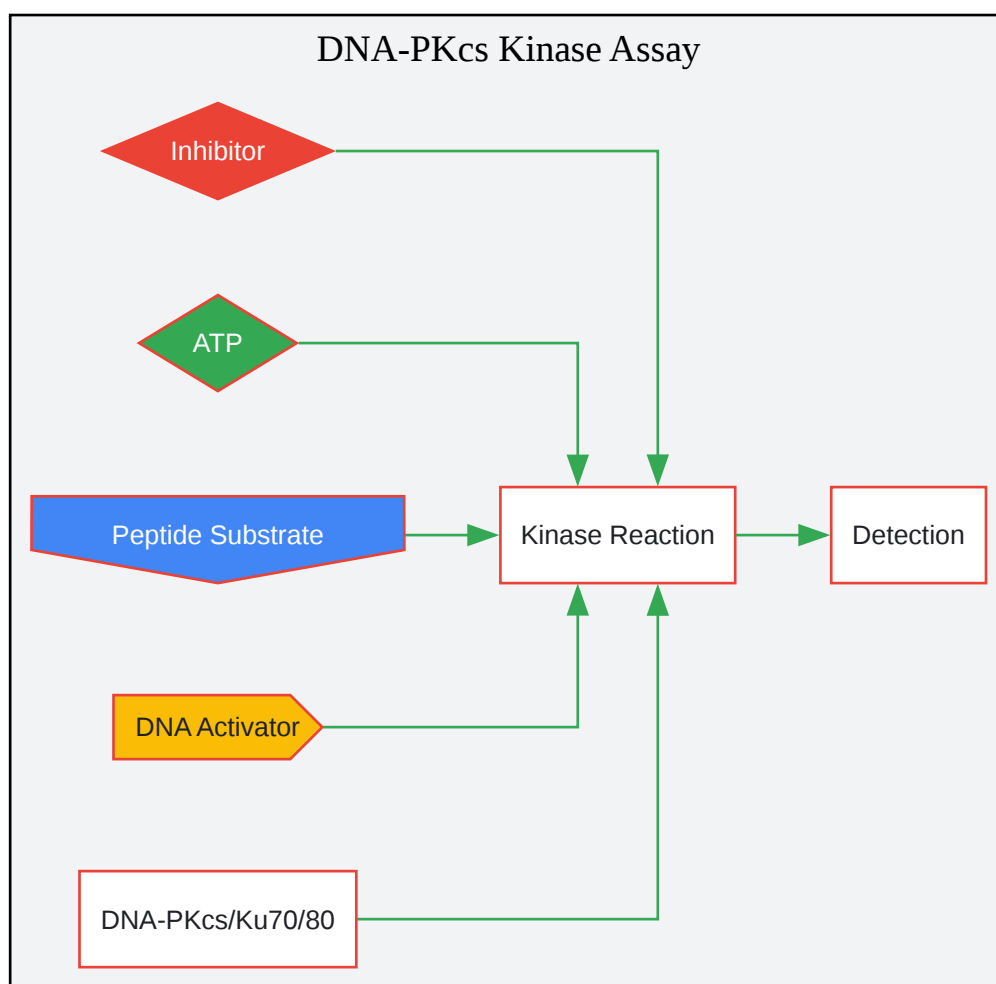 DNA-PKcs Kinase Assay
Inhibitor
ATP
Peptide Substrate
Kinase Reaction
Detection
DNA Activator
DNA-PKcs/Ku70/80